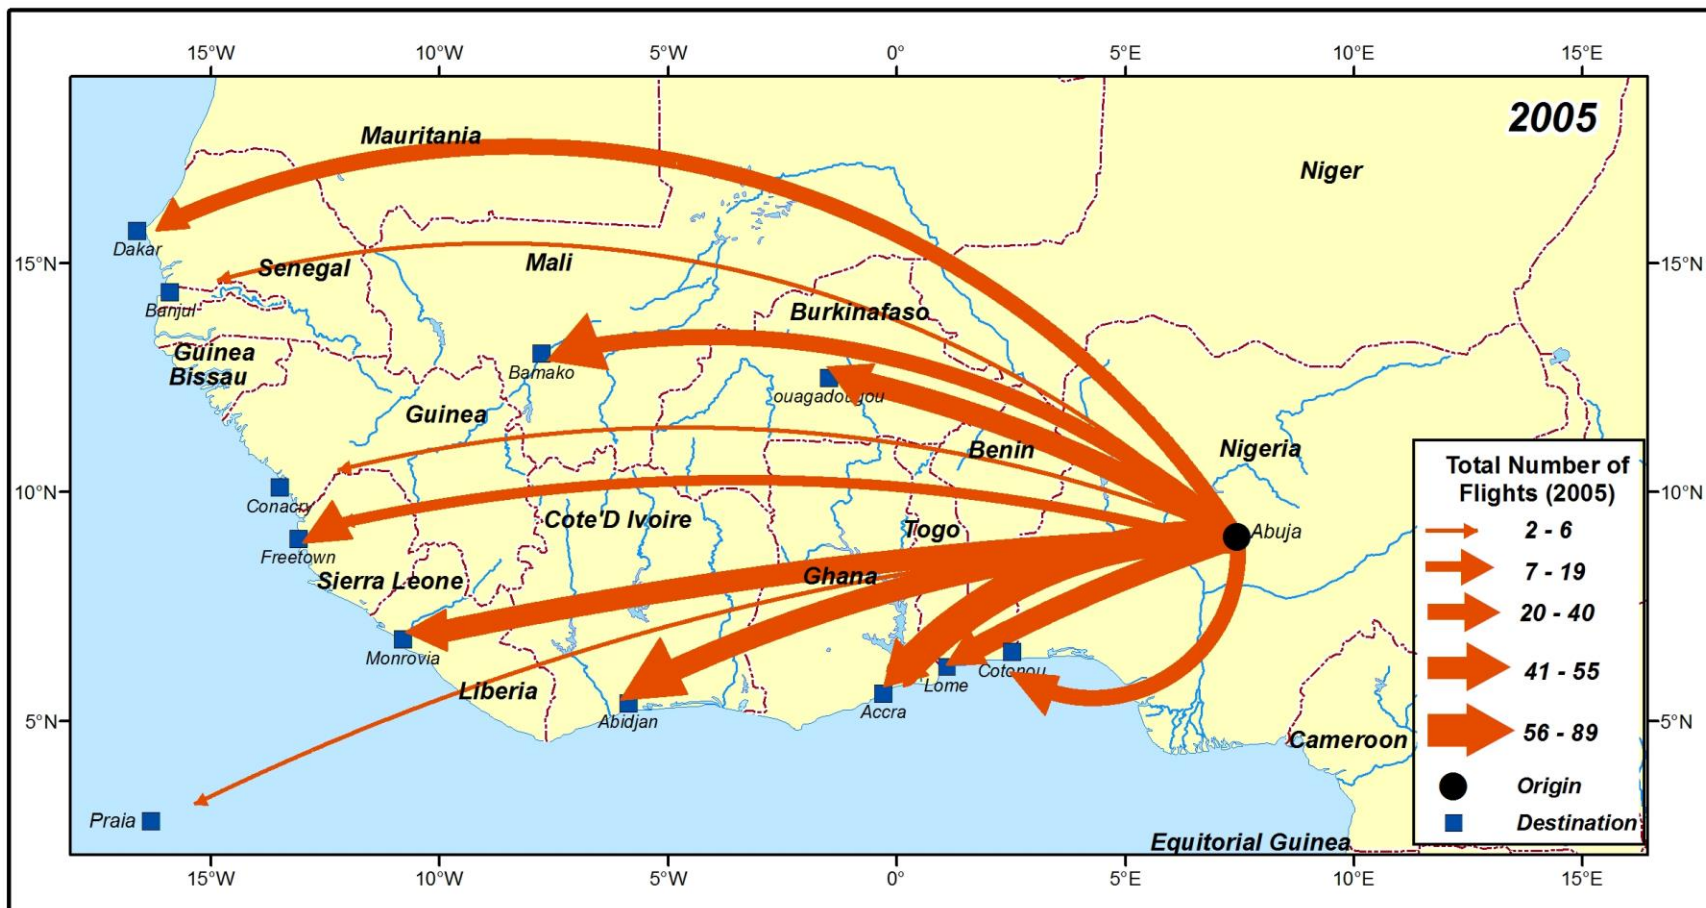 15°W 10°W 5°W 0° 5°E 10°E 15°E
2005
Mauritania
Niger
Dakar
15°N
Senegal
Mali
15°N
Banjul
Burkinafaso
Guinea
Bissau
Bamako
ouagadougou
Guinea
Benin
Nigeria
Total Number of
Flights (2005)
2 - 6
7 - 19
20 - 40
41 - 55
56 - 89
Origin
Destination
10°N
10°N
Conacry
Cote'D Ivoire
Togo
Abuja
Freetown
Sierra Leone
Ghana
Monrovia
Lome
Cotonou
Liberia
Abidjan
Accra
5°N
5°N
Cameroon
Praia
Equitorial Guinea
15°W 10°W 5°W 0° 5°E 10°E 15°E